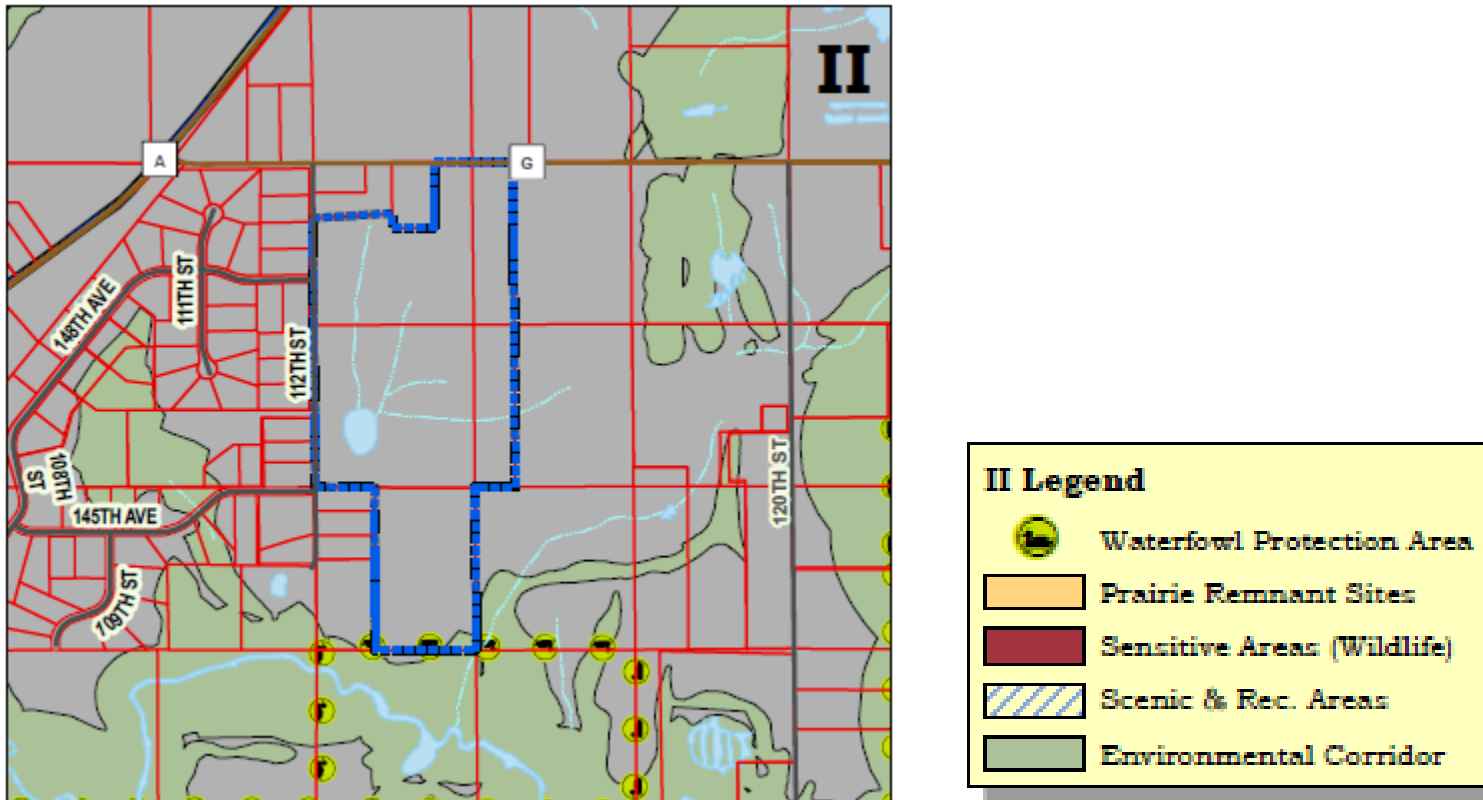 II
A
G
148TH AVE
111TH ST
112TH ST
108TH
ST
145TH AVE
109TH ST
120TH ST
II Legend
Waterfowl Protection Area
Prairie Remnant Sites
Sensitive Areas (Wildlife)
Scenic & Rec. Areas
Environmental Corridor